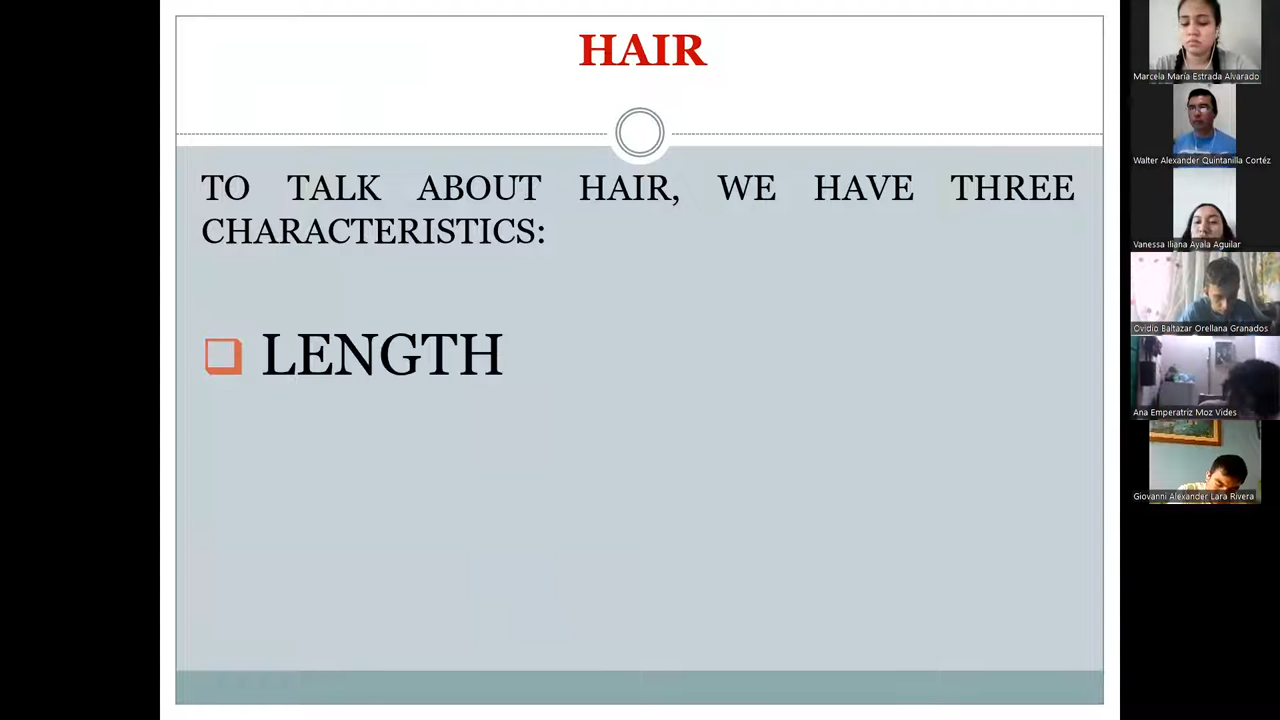 HAIR
TO TALK ABOUT HAIR, WE HAVE THREE
CHARACTERISTICS:
LENGTH
Marcela María Estrada Alvarado
Walter Alexander Quintanilla Cortéz
Vanessa Iliana Ayala Aguilar
Ovidio Baltazar Orellana Granados
Ana Emperatriz Moz Vides
Giovanni Alexander Lara Rivera